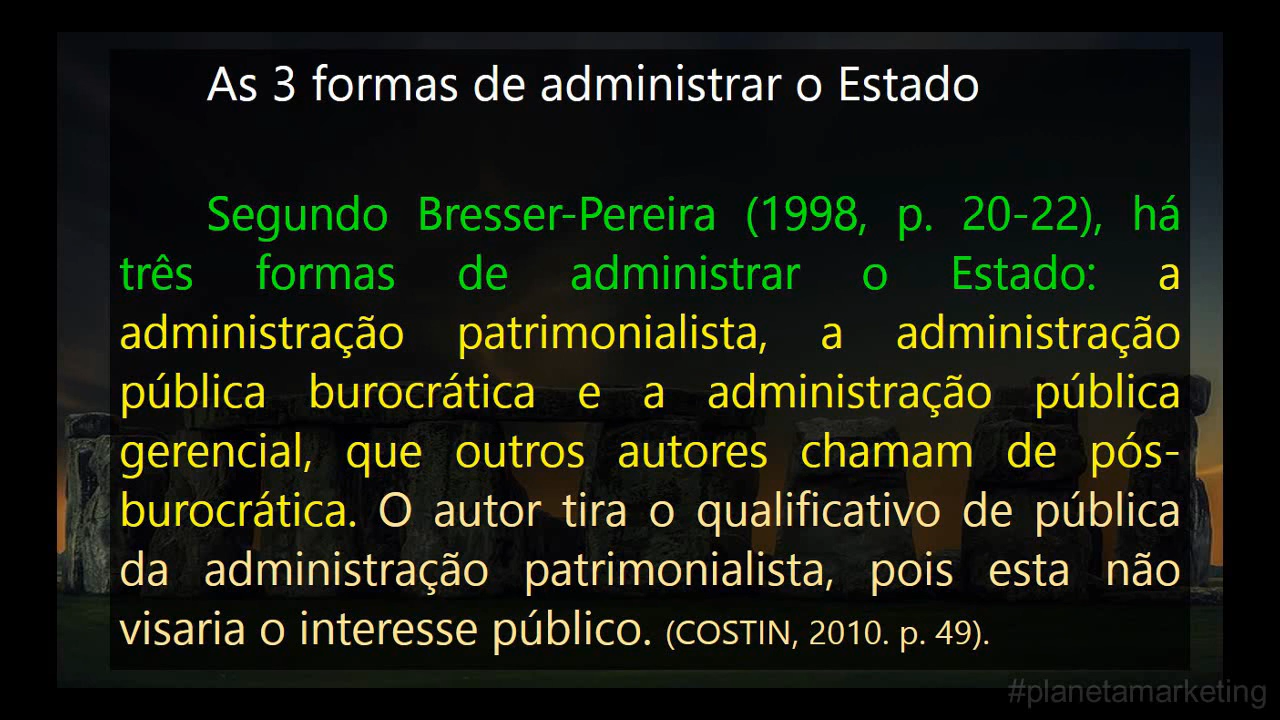 As 3 formas de administrar o Estado
Segundo Bresser-Pereira (1998, p. 20-22), há
três formas de administrar o Estado: a
administração patrimonialista, a administração
pública burocrática e a administração pública
gerencial, que outros autores chamam de pós-
burocrática. O autor tira o qualificativo de pública
da administração patrimonialista, pois esta não
visaria o interesse público. (COSTIN, 2010. p. 49).
#planetamarketing